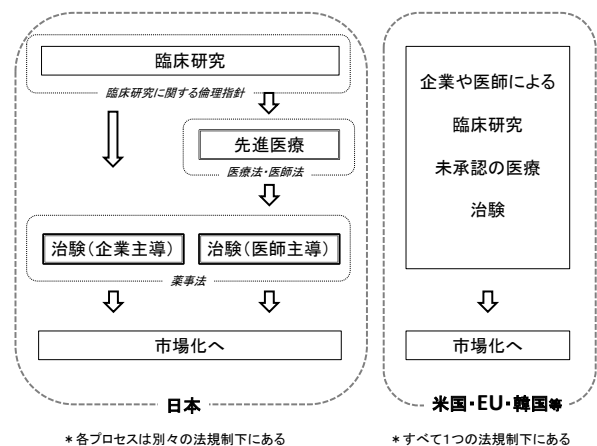 臨床研究
臨床研究に関する倫理指針
先進医療
医療法・医師法
治験(企業主導)
治験(医師主導)
薬事法
市場化へ
日本
*各プロセスは別々の法規制下にある
企業や医師による
臨床研究
未承認の医療
治験
市場化へ
米国・EU・韓国等
*すべて1つの法規制下にある